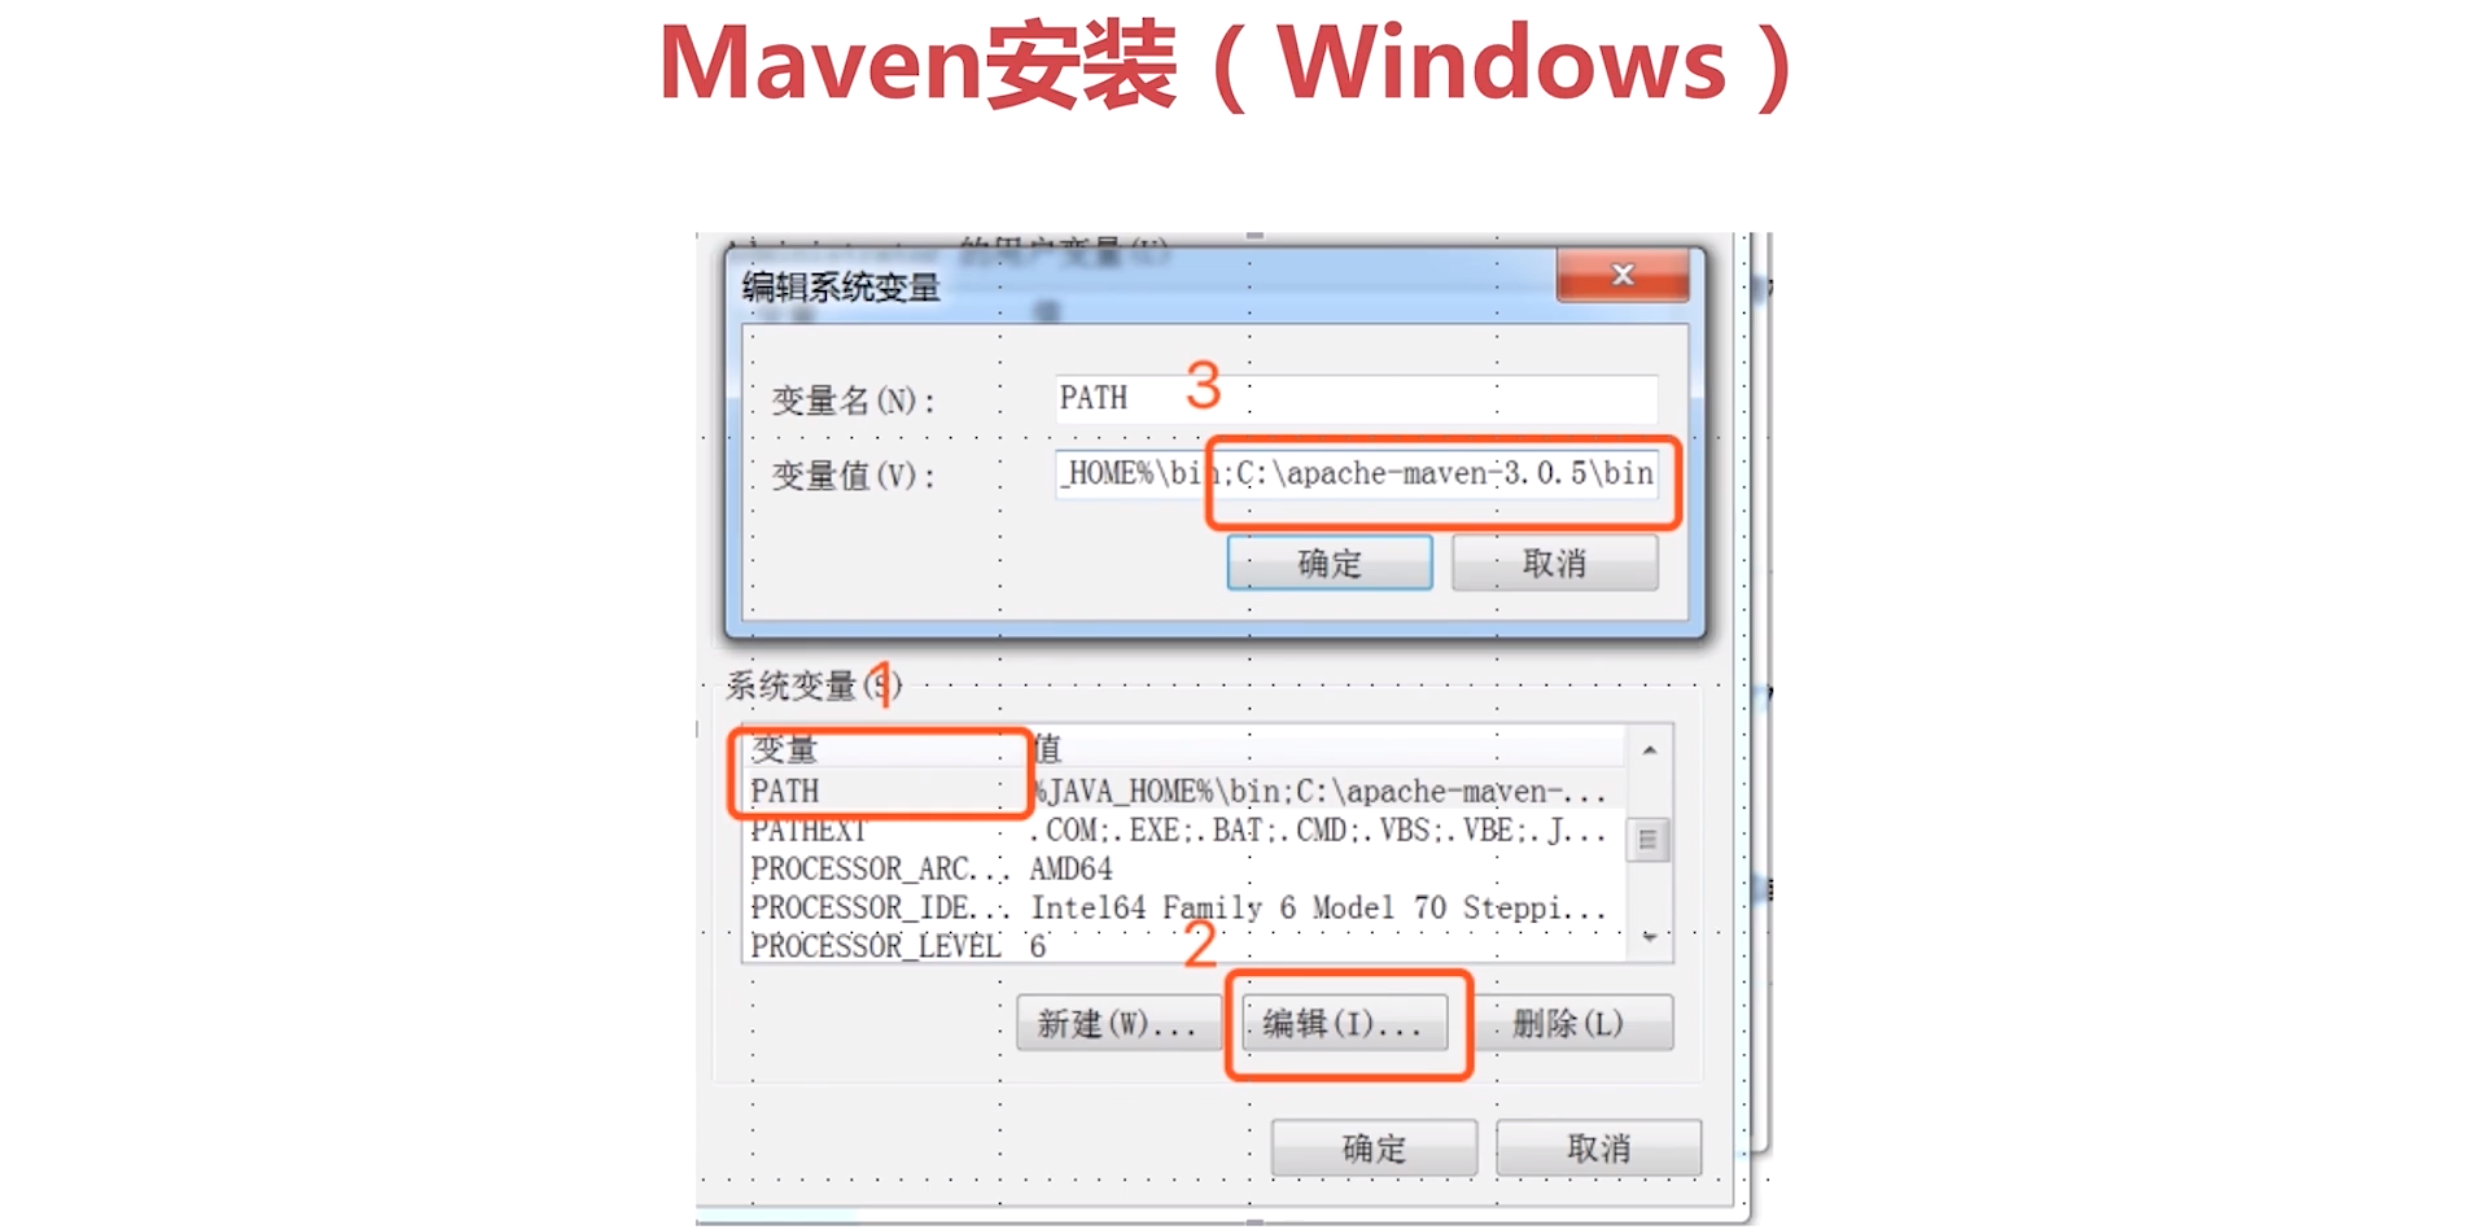 Maven安装（Windows）
的用户变量(U)
编辑系统变量
3
变量名(N):
PATH
变量值(V):
_HOME%\bin;C:\apache-maven-3.0.5\bin
确定
取消
1
系统变量(S)
变量
值
PATH
%JAVA_HOME%\bin;C:\apache-maven-...
PATHEXT
.COM;.EXE;.BAT;.CMD;.VBS;.VBE;.J...
PROCESSOR_ARC...
AMD64
PROCESSOR_IDE...
Intel64 Family 6 Model 70 Steppi...
PROCESSOR_LEVEL
6
2
新建(W)...
编辑(I)...
删除(L)
确定
取消